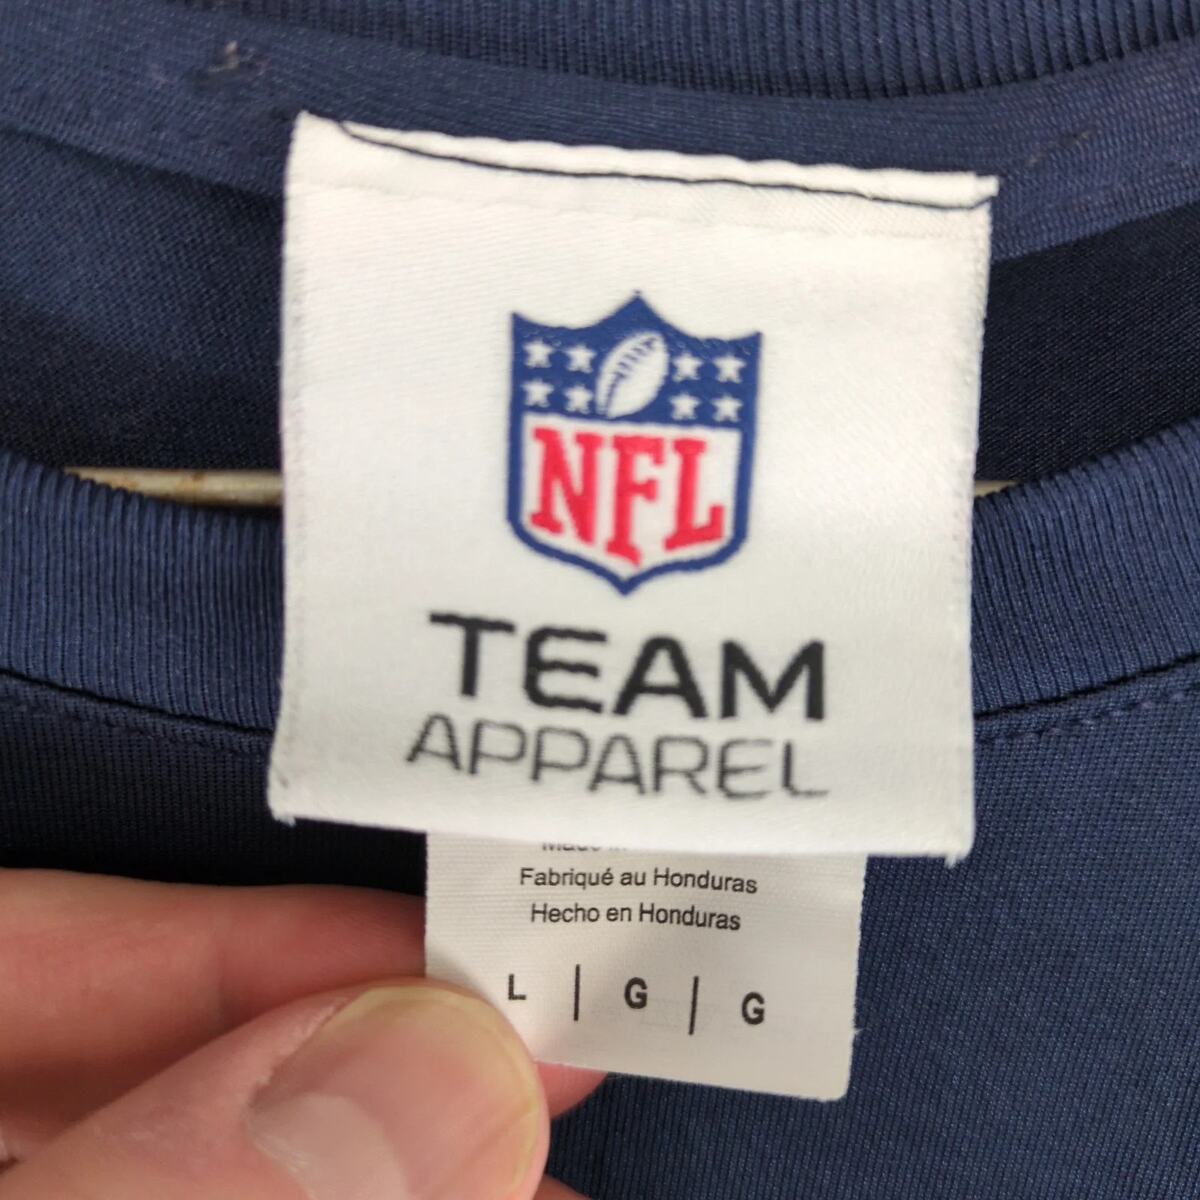 NFL
TEAM
APPAREL
Fabriqué au Honduras
Hecho en Honduras
L | G | G